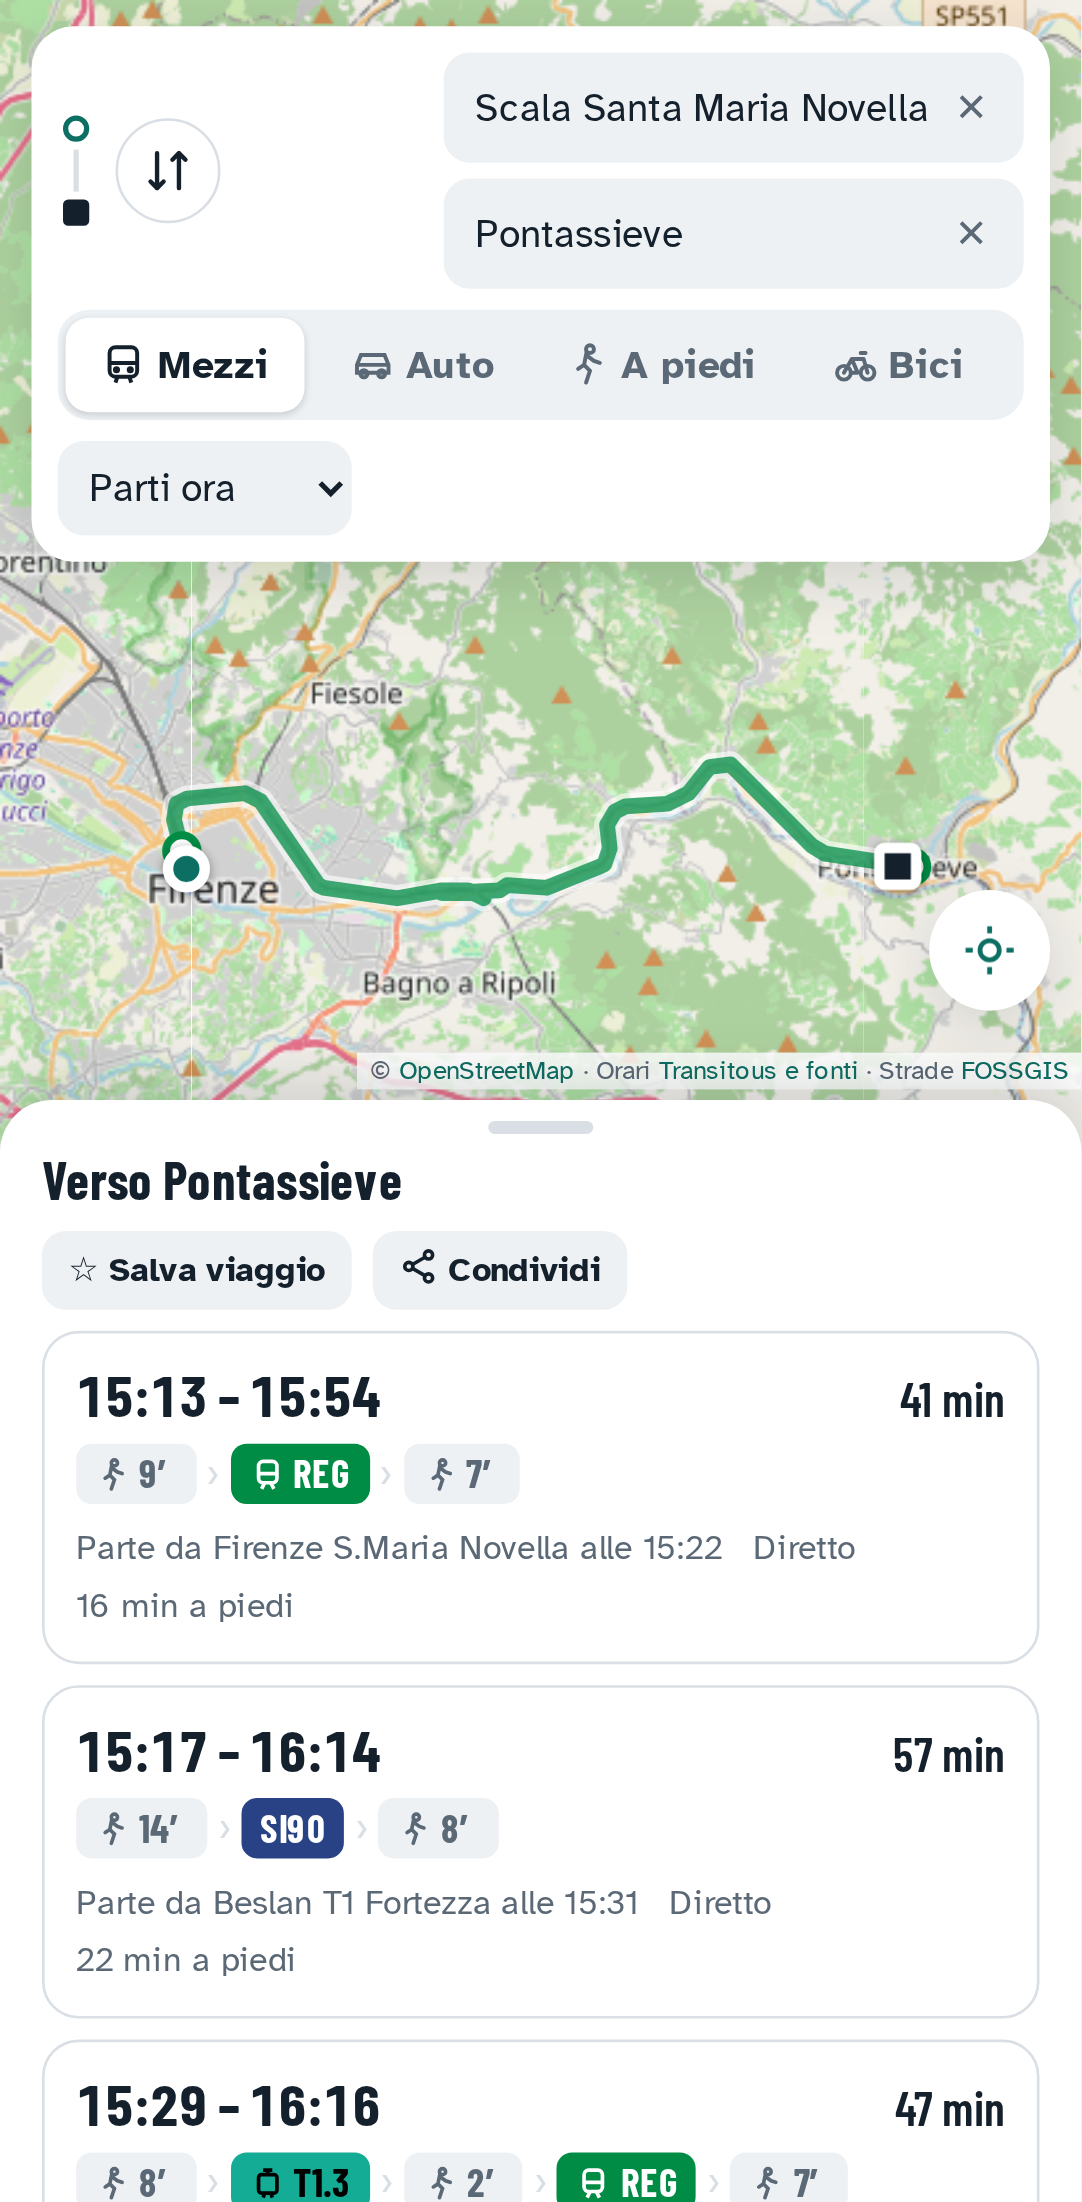 SP551
Scala Santa Maria Novella ✕
Pontassieve ✕
Mezzi Auto A piedi Bici
Parti ora
Fiesole
Firenze
Bagno a Ripoli
© OpenStreetMap · Orari Transitous e fonti · Strade FOSSGIS
Verso Pontassieve
☆ Salva viaggio Condividi
15:13 – 15:54 41 min
9′ › REG › 7′
Parte da Firenze S.Maria Novella alle 15:22 Diretto
16 min a piedi
15:17 – 16:14 57 min
14′ › SI90 › 8′
Parte da Beslan T1 Fortezza alle 15:31 Diretto
22 min a piedi
15:29 – 16:16 47 min
8′ › T1.3 › 2′ › REG › 7′